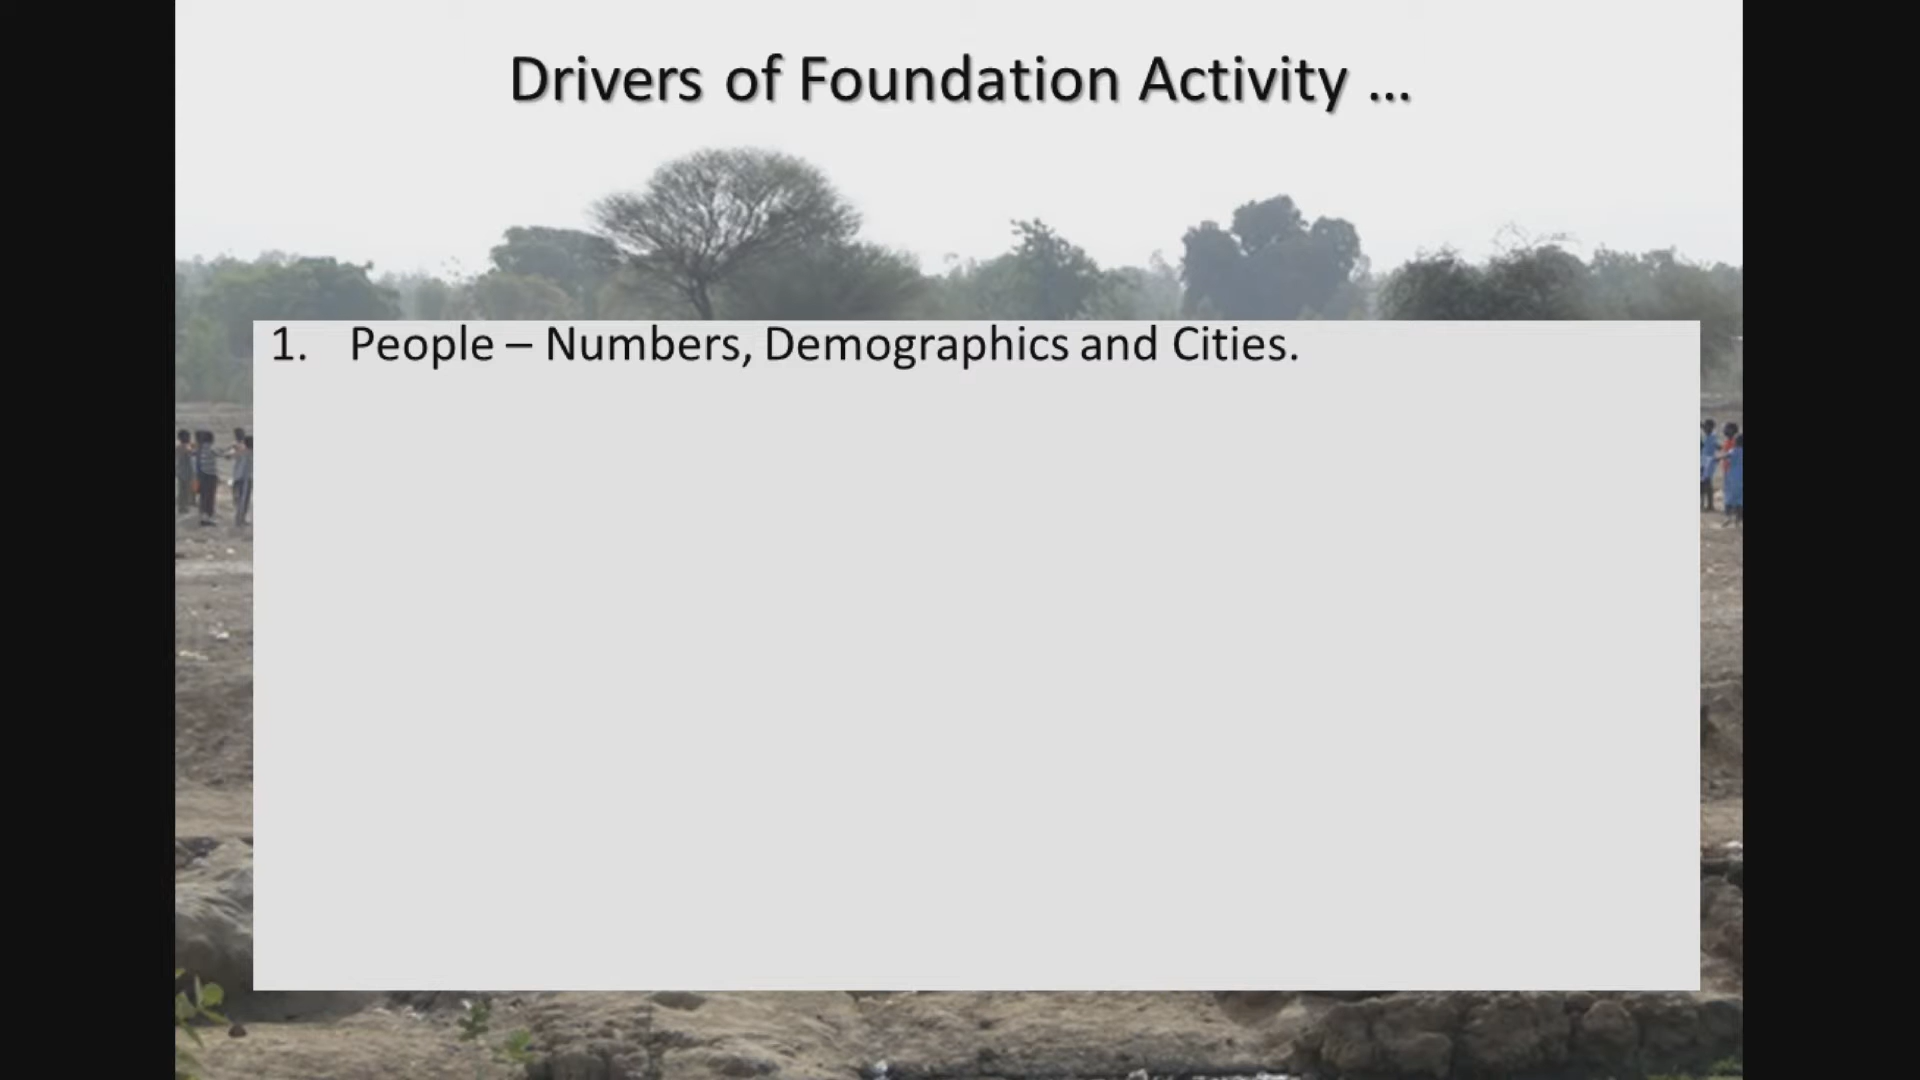 Drivers of Foundation Activity ...
1. People – Numbers, Demographics and Cities.